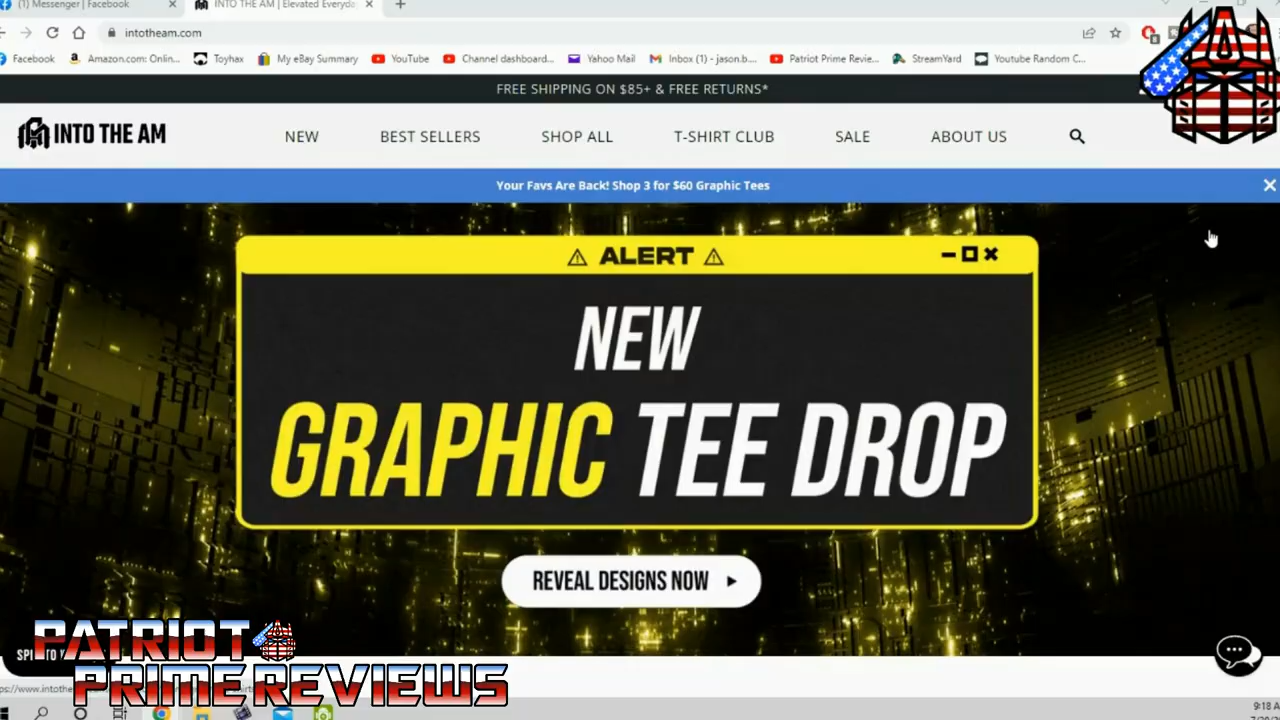 (1) Messenger | Facebook
INTO THE AM | Elevated Everyda
intotheam.com
Facebook
Amazon.com: Onlin...
Toyhax
My eBay Summary
YouTube
Channel dashboard...
Yahoo Mail
Inbox (1) - jason.b....
Patriot Prime Revie...
StreamYard
Youtube Random C...
FREE SHIPPING ON $85+ & FREE RETURNS*
INTO THE AM
NEW
BEST SELLERS
SHOP ALL
T-SHIRT CLUB
SALE
ABOUT US
Your Favs Are Back! Shop 3 for $60 Graphic Tees
ALERT
NEW
GRAPHIC TEE DROP
REVEAL DESIGNS NOW
PATRIOT
PRIME REVIEWS
9:18 A